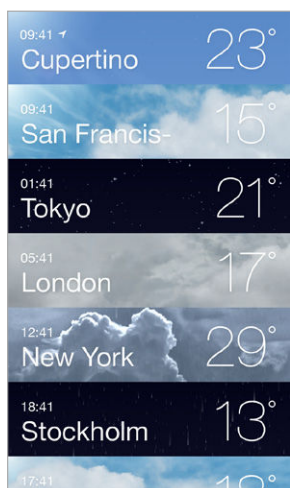 09:41
Cupertino 23°
09:41
San Francis- 15°
01:41
Tokyo 21°
05:41
London 17°
12:41
New York 29°
18:41
Stockholm 13°
17:41